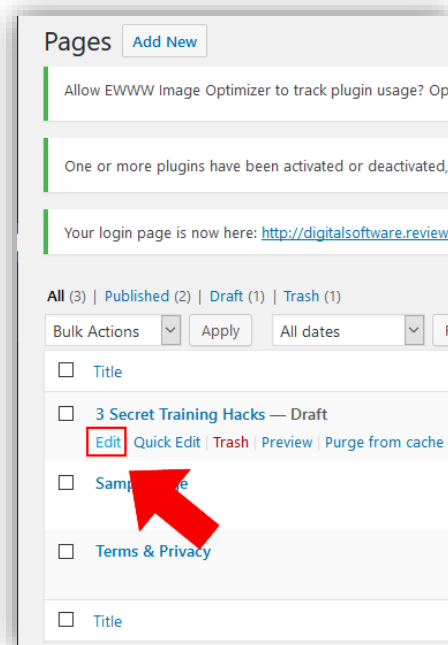 Pages Add New
Allow EWWW Image Optimizer to track plugin usage?
One or more plugins have been activated or deactivated,
Your login page is now here: http://digitalsoftware.review
All (3) | Published (2) | Draft (1) | Trash (1)
Bulk Actions Apply All dates
Title
3 Secret Training Hacks — Draft
Edit Quick Edit | Trash | Preview | Purge from cache
Terms & Privacy
Title